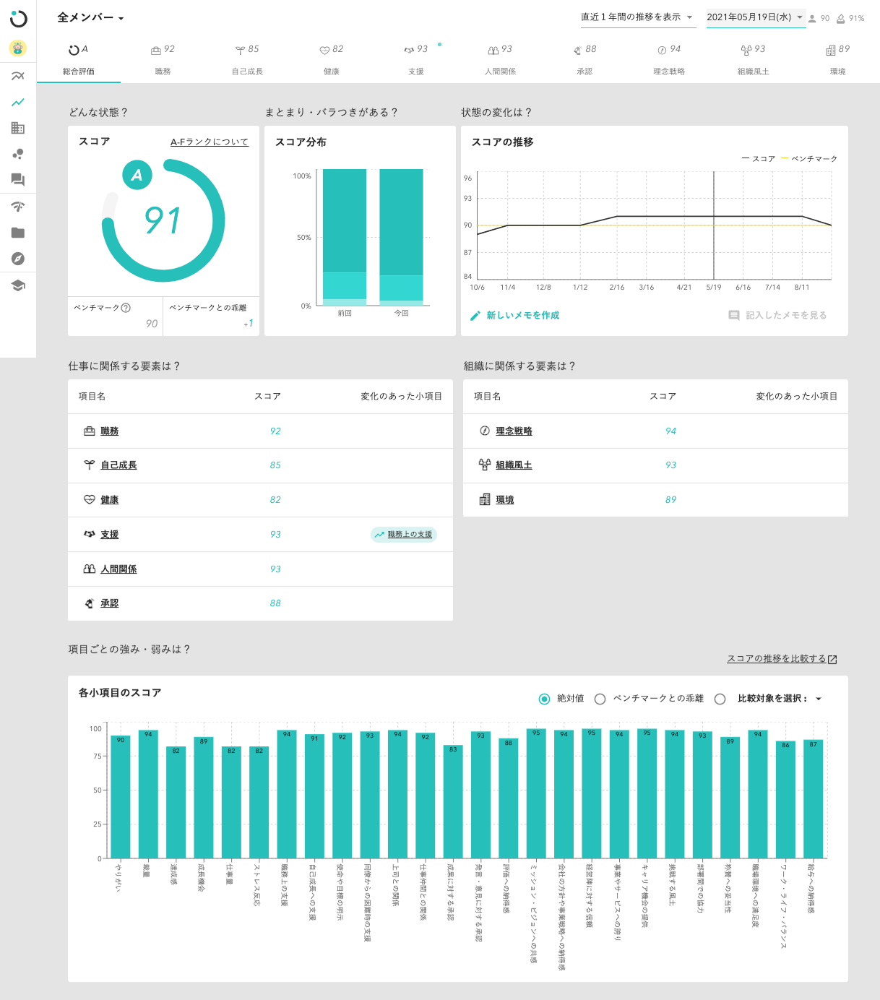 全メンバー
直近１年間の推移を表示
2021年05月19日(水)
90
91%
A
92
85
82
93
93
88
94
93
89
総合評価
職務
自己成長
健康
支援
人間関係
承認
理念戦略
組織風土
環境
どんな状態？
まとまり・バラつきがある？
状態の変化は？
スコア
A-Fランクについて
A
91
ベンチマーク
90
ベンチマークとの乖離
+1
スコア分布
100%
50%
0%
前回
今回
スコアの推移
スコア
ベンチマーク
96
93
90
87
84
10/6
11/4
12/8
1/12
2/16
3/16
4/21
5/19
6/16
7/14
8/11
新しいメモを作成
記入したメモを見る
仕事に関係する要素は？
項目名
スコア
変化のあった小項目
職務
92
自己成長
85
健康
82
支援
93
職務上の支援
人間関係
93
承認
88
組織に関係する要素は？
項目名
スコア
変化のあった小項目
理念戦略
94
組織風土
93
環境
89
項目ごとの強み・弱みは？
スコアの推移を比較する
各小項目のスコア
絶対値
ベンチマークとの乖離
比較対象を選択：
100
75
50
25
0
90
94
82
89
82
82
94
91
92
93
94
92
83
93
88
95
94
95
94
95
94
93
89
94
86
87
やりがい
裁量
達成感
成長機会
仕事量
ストレス反応
職務上の支援
自己成長への支援
使命や目標の明示
同僚からの困難時の支援
上司との関係
仕事仲間との関係
成果に対する承認
発言・意見に対する承認
評価への納得感
ミッション・ビジョンへの共感
会社の方針や事業戦略への納得感
経営陣に対する信頼
事業やサービスへの誇り
キャリア機会の提供
挑戦する風土
部署間での協力
称賛への妥当性
職場環境への満足度
ワーク・ライフ・バランス
給与への納得感